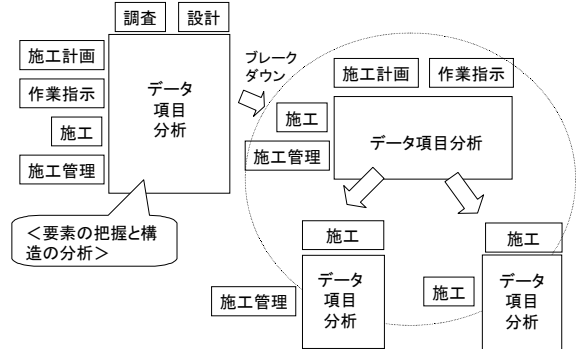 調査
設計
施工計画
作業指示
施工
施工管理
データ
項目
分析
＜要素の把握と構
造の分析＞
ブレーク
ダウン
施工計画
作業指示
施工
施工管理
データ項目分析
施工
施工管理
データ
項目
分析
施工
施工
データ
項目
分析